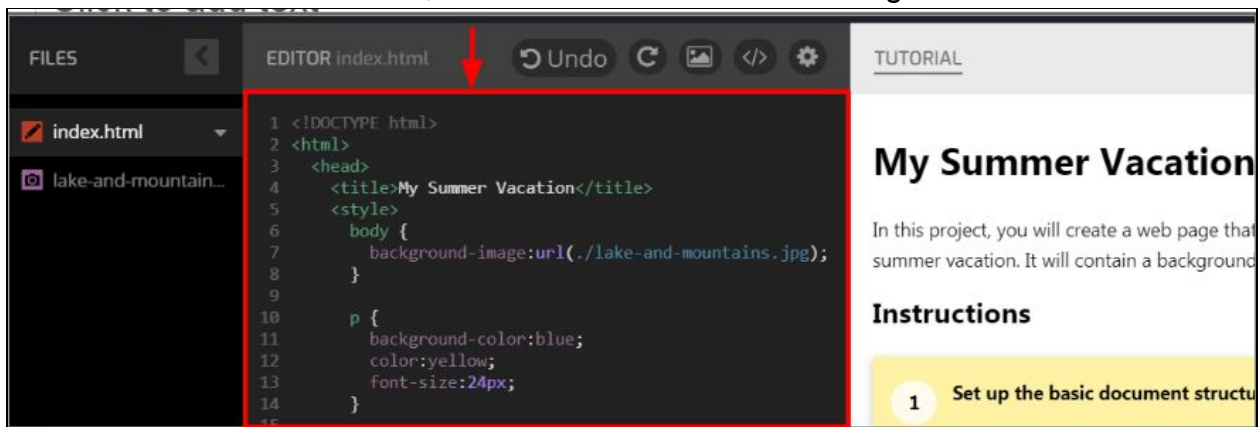 FILES
EDITOR index.html
Undo
TUTORIAL
index.html
lake-and-mountain...
1 <!DOCTYPE html>
2 <html>
3 <head>
4 <title>My Summer Vacation</title>
5 <style>
6 body {
7 background-image:url(./lake-and-mountains.jpg);
8 }
9
10 p {
11 background-color:blue;
12 color:yellow;
13 font-size:24px;
14 }
15
My Summer Vacation
In this project, you will create a web page that
summer vacation. It will contain a background
Instructions
1 Set up the basic document structu